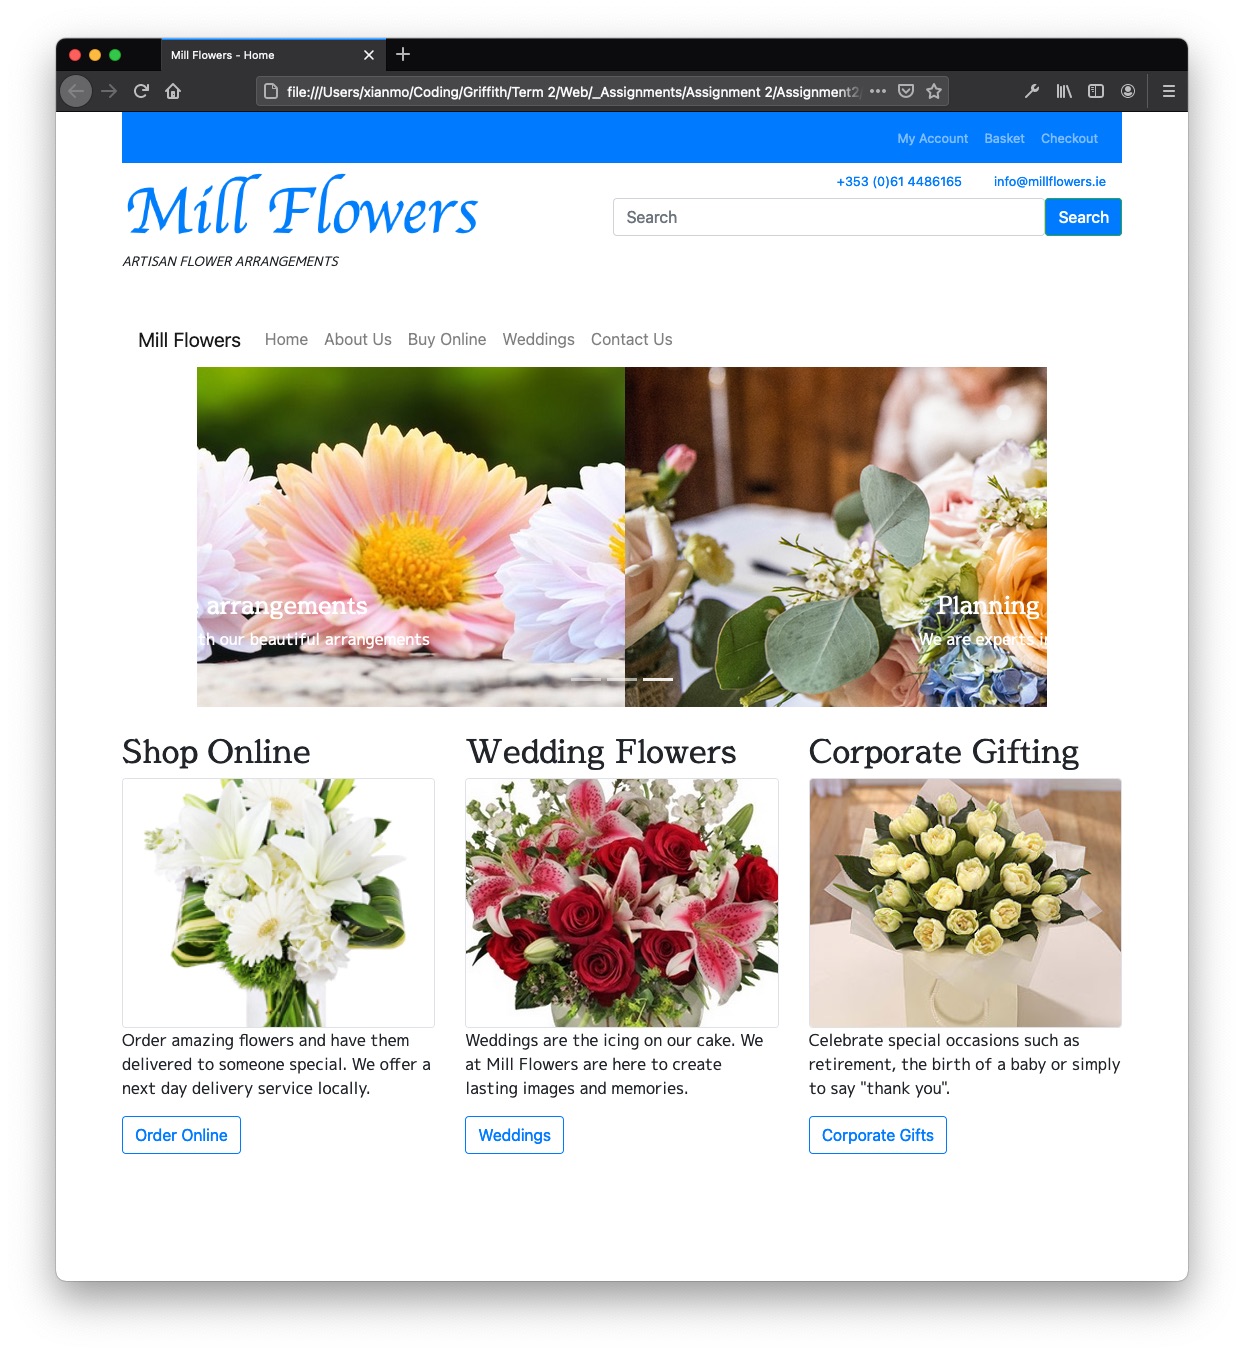 Mill Flowers - Home
file:///Users/xianmo/Coding/Griffith/Term 2/Web/_Assignments/Assignment 2/Assignment2
My Account Basket Checkout
+353 (0)61 4486165 info@millflowers.ie
Mill Flowers
Search Search
ARTISAN FLOWER ARRANGEMENTS
Mill Flowers Home About Us Buy Online Weddings Contact Us
arrangements
our beautiful arrangements
Planning
We are experts
Shop Online
Order amazing flowers and have them
delivered to someone special. We offer a
next day delivery service locally.
Order Online
Wedding Flowers
Weddings are the icing on our cake. We
at Mill Flowers are here to create
lasting images and memories.
Weddings
Corporate Gifting
Celebrate special occasions such as
retirement, the birth of a baby or simply
to say "thank you".
Corporate Gifts